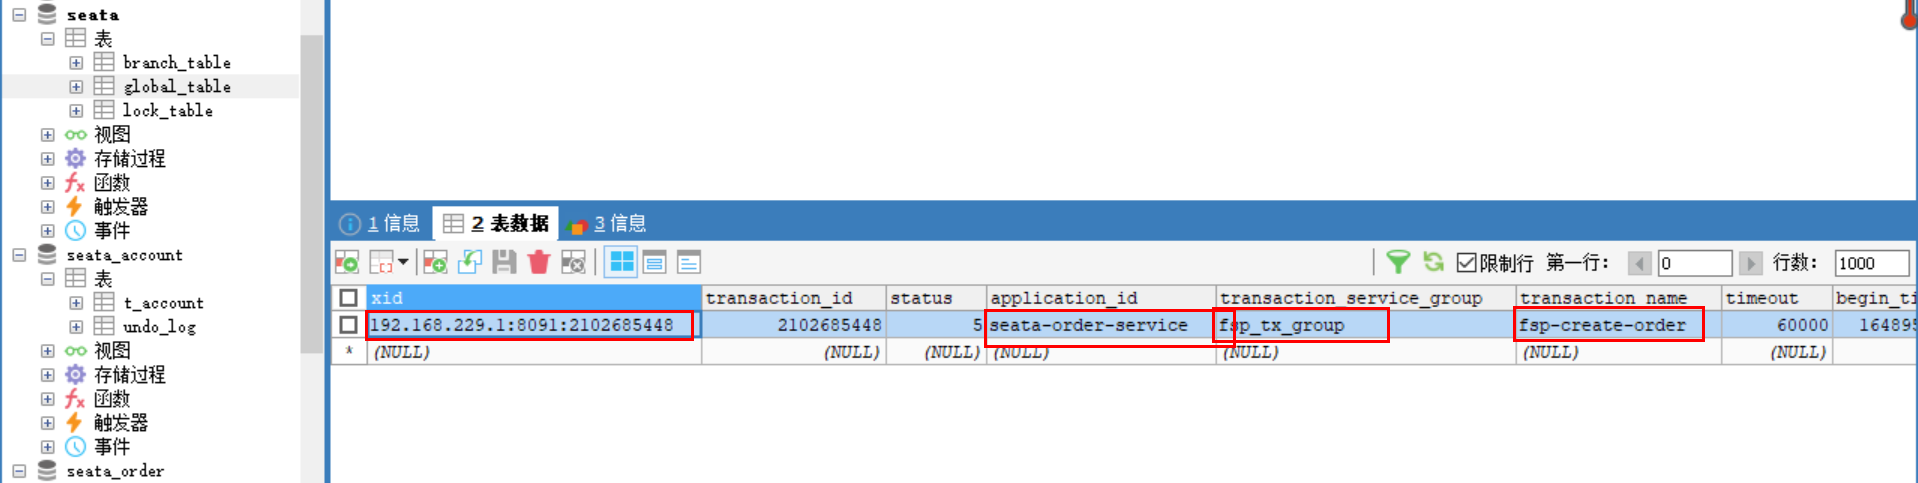 seata
表
branch_table
global_table
lock_table
视图
存储过程
函数
触发器
事件
seata_account
表
t_account
undo_log
视图
存储过程
函数
触发器
事件
seata_order
1 信息 2 表数据 3 信息
限制行 第一行: 0 行数: 1000
xid transaction_id status application_id transaction_service_group transaction_name timeout begin_ti
192.168.229.1:8091:2102685448 2102685448 5 seata-order-service fsp_tx_group fsp-create-order 60000 164895
* (NULL) (NULL) (NULL) (NULL) (NULL) (NULL) (NULL)